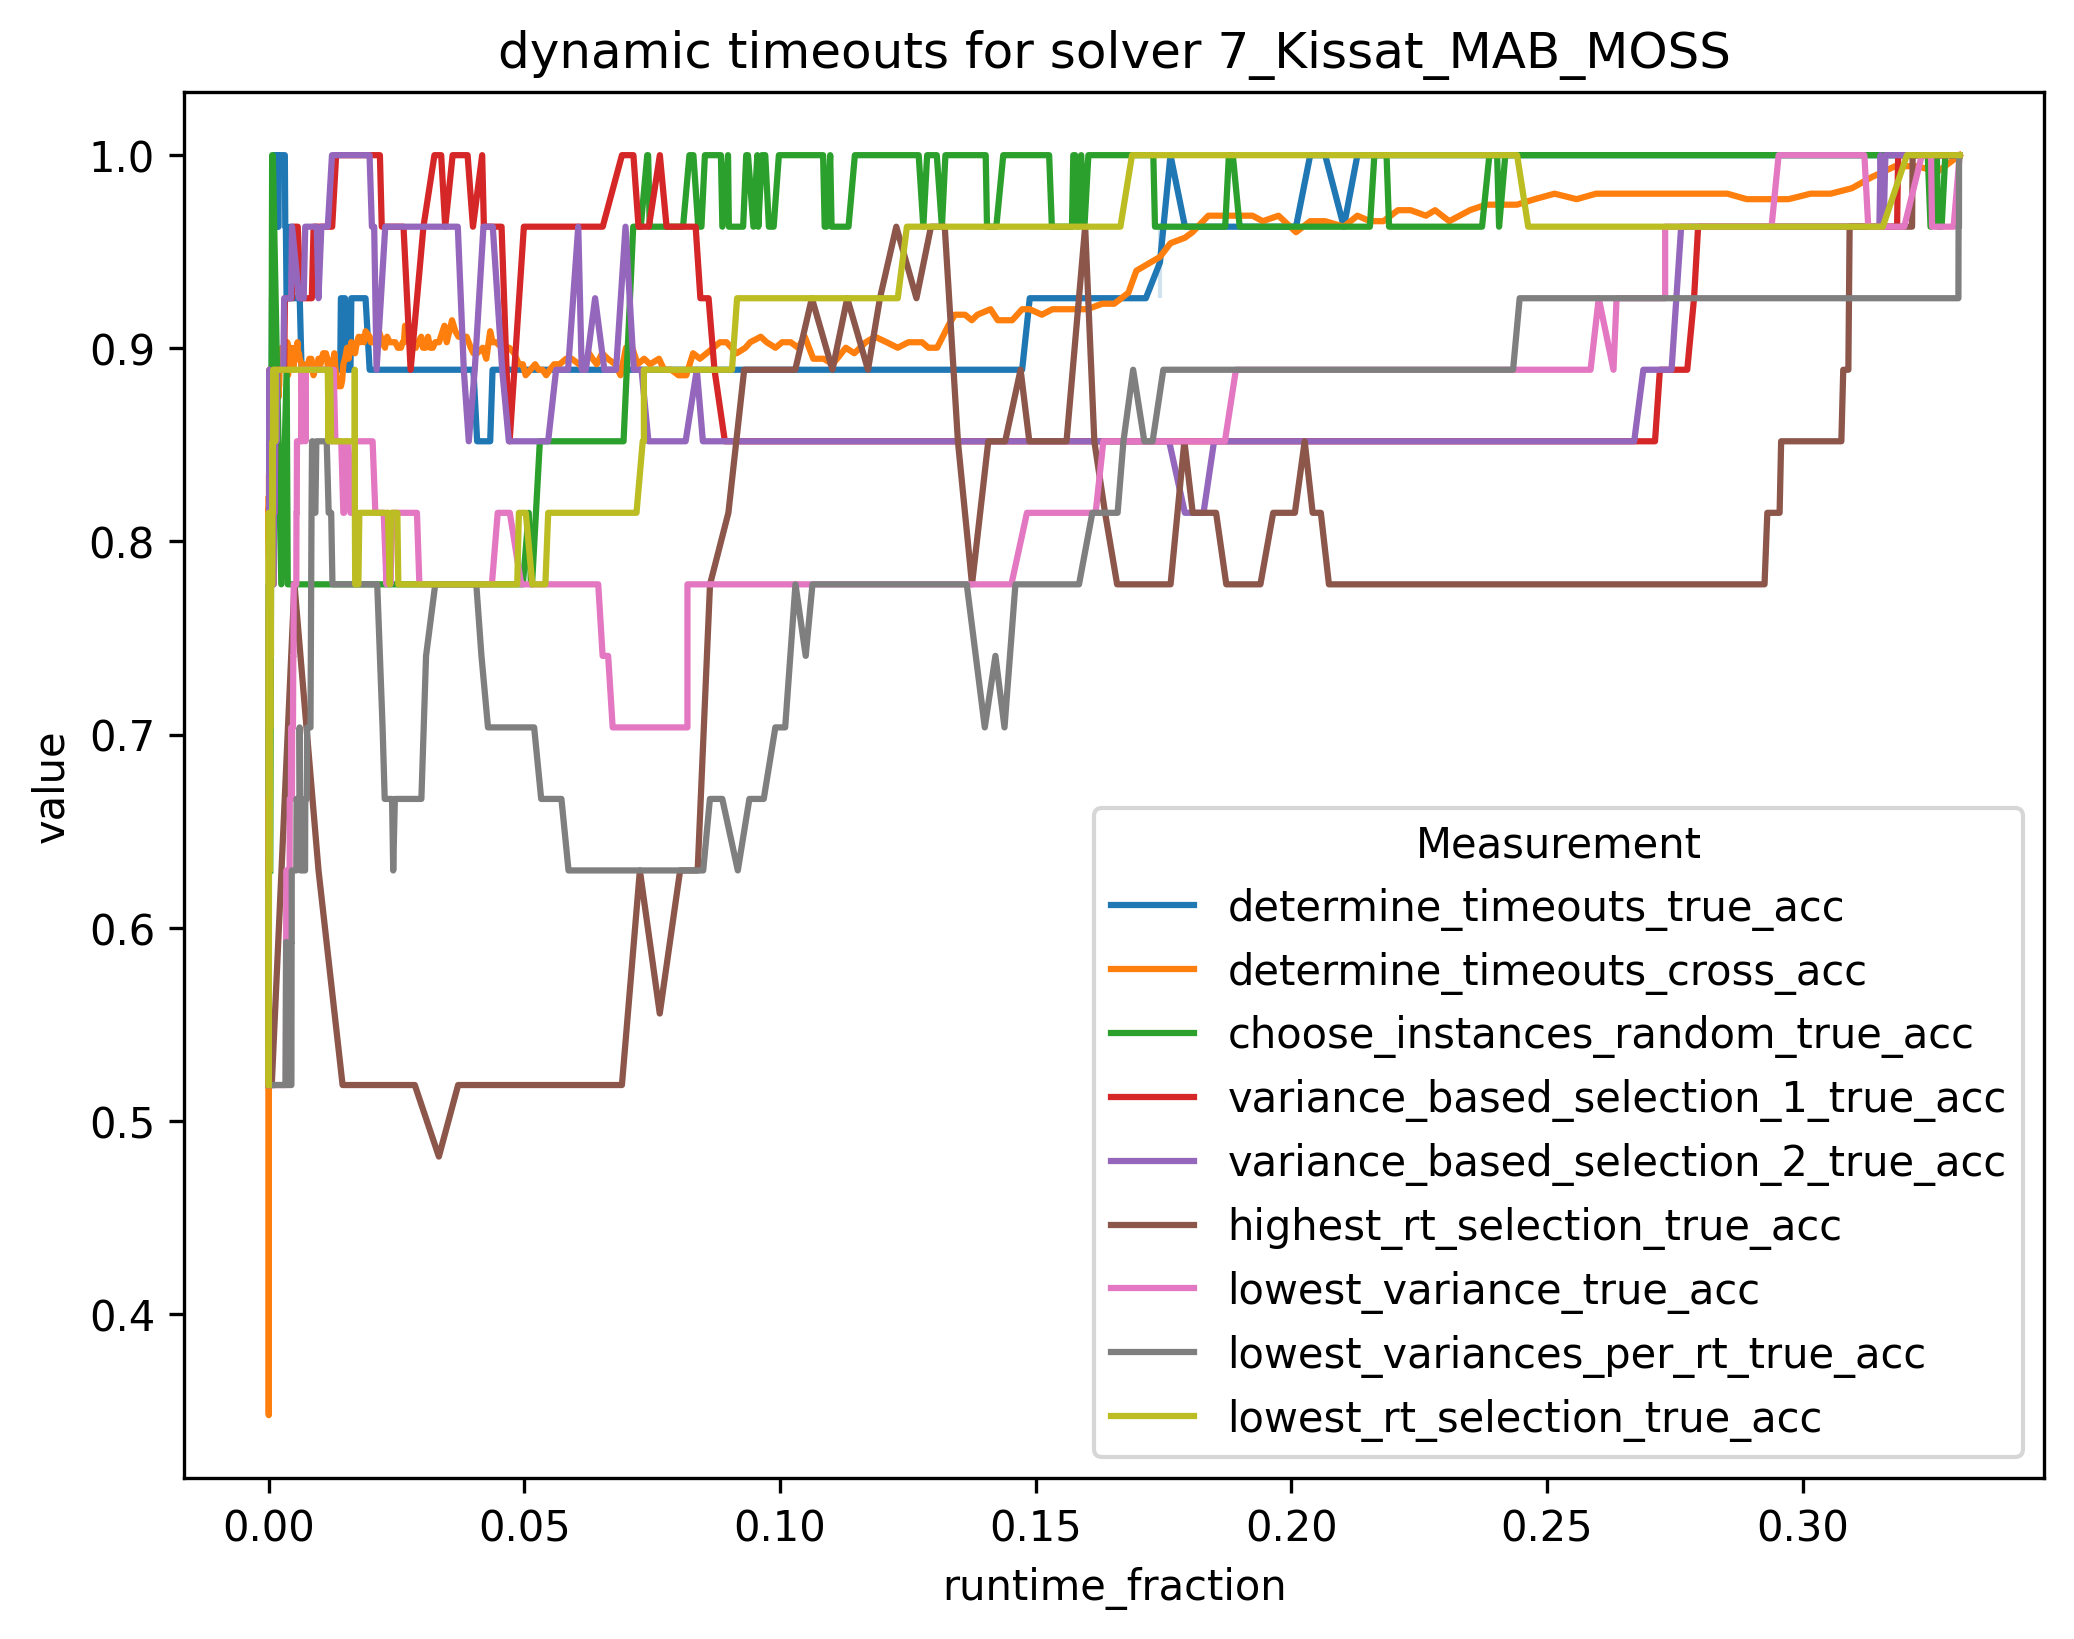 dynamic timeouts for solver 7_Kissat_MAB_MOSS
1.0
0.9
0.8
0.7
0.6
0.5
0.4
value
0.00 0.05 0.10 0.15 0.20 0.25 0.30
runtime_fraction
Measurement
determine_timeouts_true_acc
determine_timeouts_cross_acc
choose_instances_random_true_acc
variance_based_selection_1_true_acc
variance_based_selection_2_true_acc
highest_rt_selection_true_acc
lowest_variance_true_acc
lowest_variances_per_rt_true_acc
lowest_rt_selection_true_acc